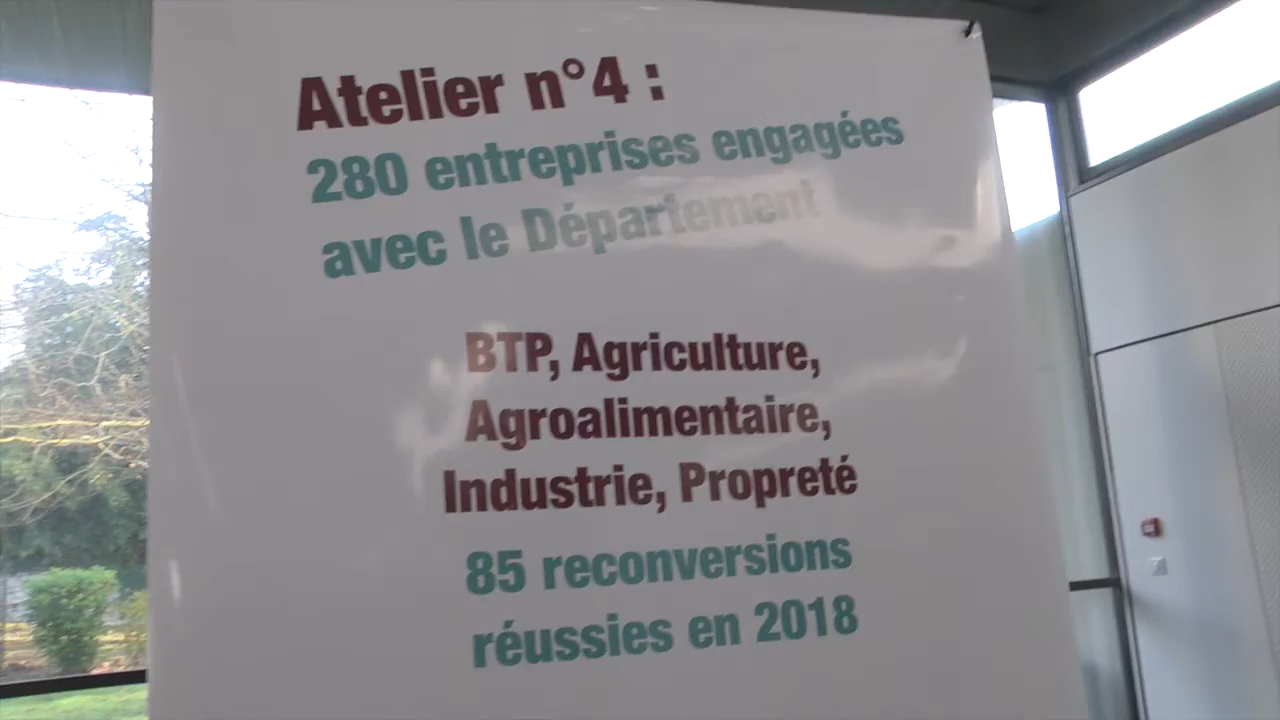 Atelier n°4 :
280 entreprises engagées
avec le Département
BTP, Agriculture,
Agroalimentaire,
Industrie, Propreté
85 reconversions
réussies en 2018